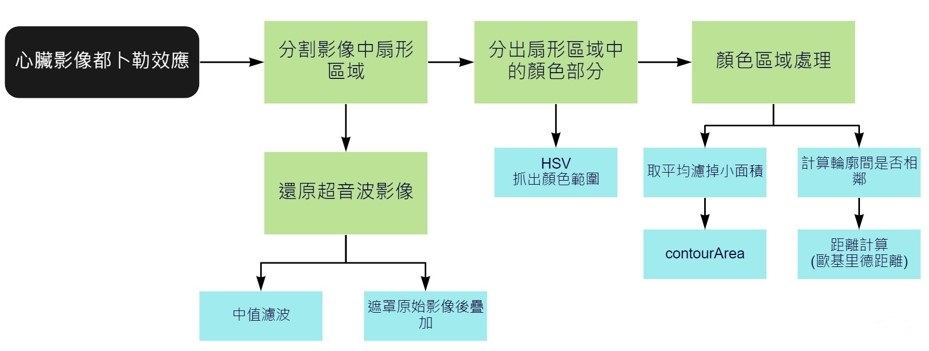 心臟影像都卜勒效應
分割影像中扇形
區域
分出扇形區域中
的顏色部分
顏色區域處理
還原超音波影像
HSV
抓出顏色範圍
取平均濾掉小面積
計算輪廓間是否相
鄰
contourArea
距離計算
(歐基里德距離)
中值濾波
遮罩原始影像後疊
加